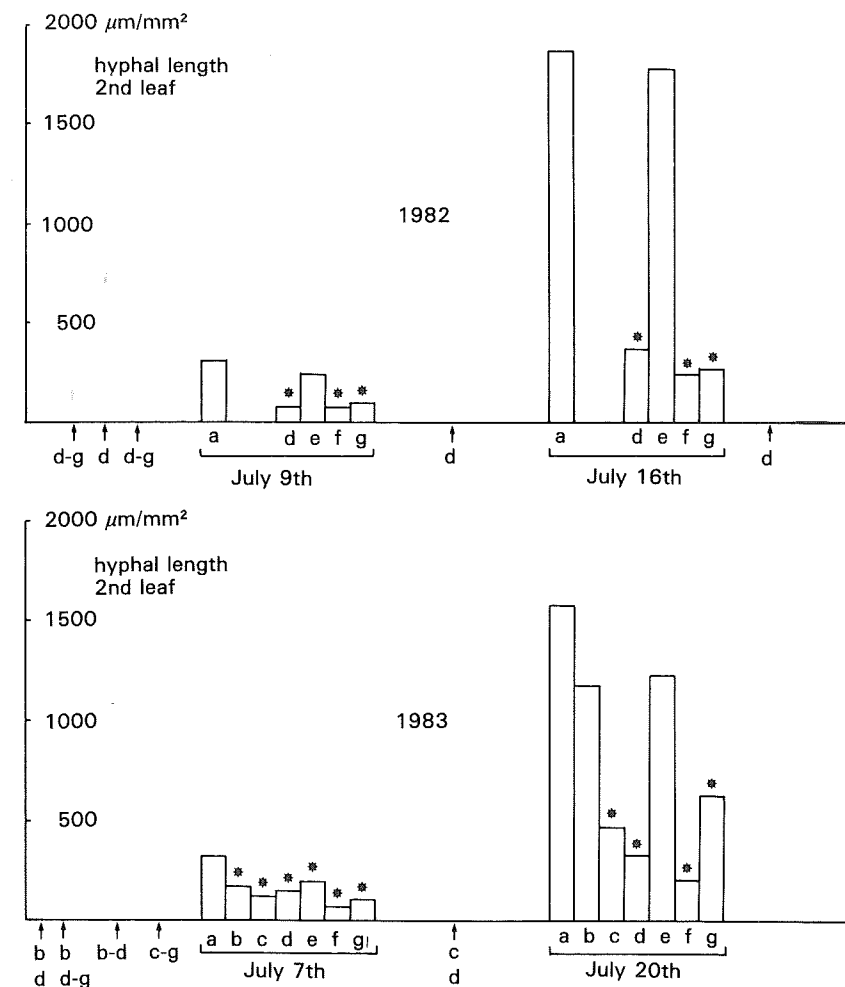 2000 μm/mm²
hyphal length
2nd leaf
1500
1000
1982
500
* * *
* * *
a d e f g
a d e f g
d-g d d-g
July 9th
d
July 16th
d
2000 μm/mm²
hyphal length
2nd leaf
1500
1000
1983
500
* * * * * *
* * * *
a b c d e f g
a b c d e f g
b b b-d c-g
d d-g
July 7th
c
d
July 20th